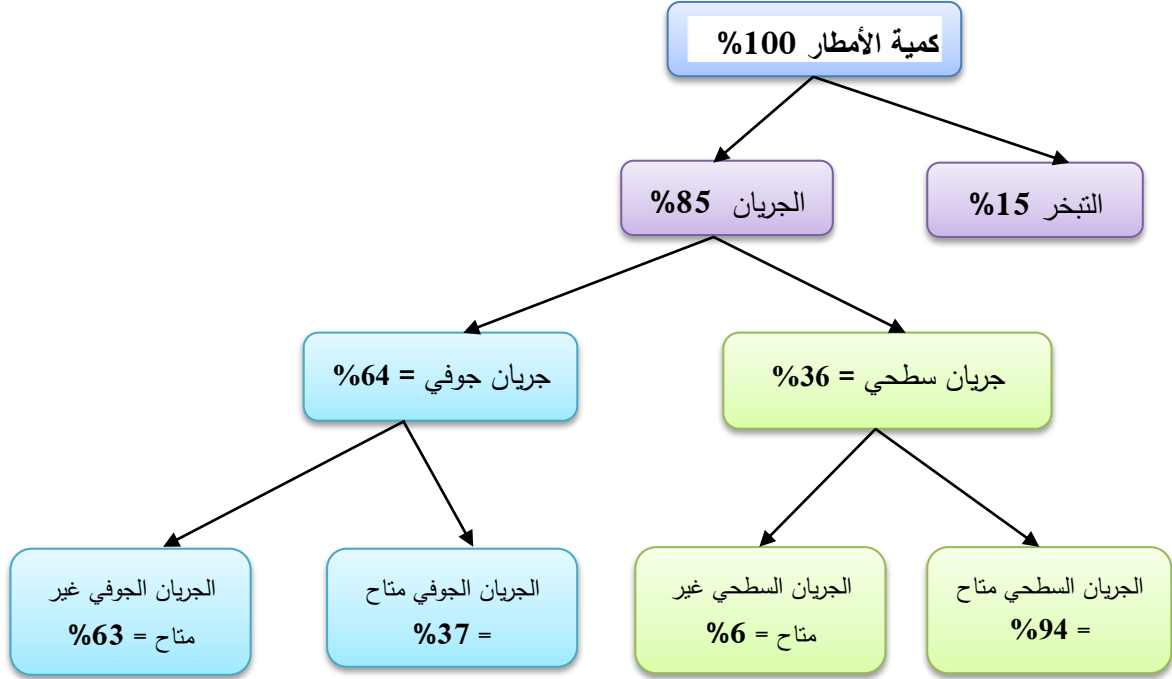 كمية الأمطار 100%
التبخر 15%
الجريان 85%
جريان سطحي = 36%
جريان جوفي = 64%
الجريان السطحي متاح
= 94%
الجريان السطحي غير
متاح = 6%
الجريان الجوفي متاح
= 37%
الجريان الجوفي غير
متاح = 63%